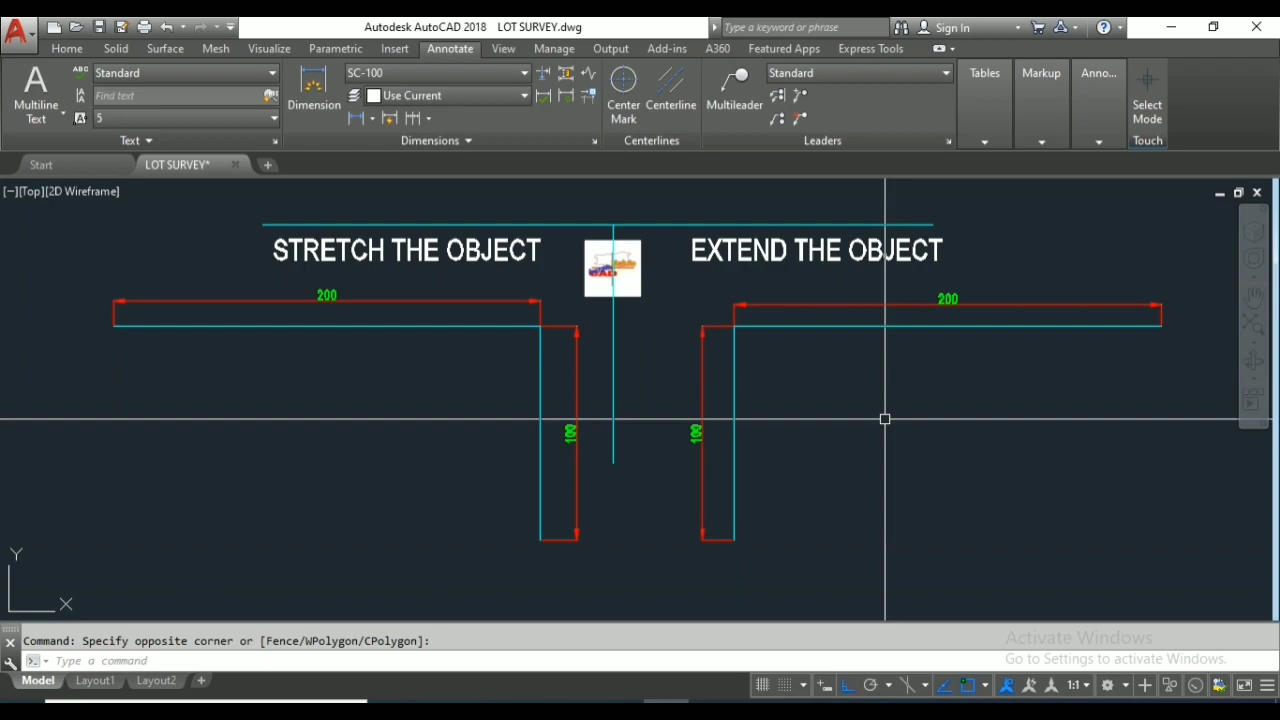 Autodesk AutoCAD 2018 LOT SURVEY.dwg
Type a keyword or phrase
Sign In
Home Solid Surface Mesh Visualize Parametric Insert Annotate View Manage Output Add-ins A360 Featured Apps Express Tools
Multiline
Text
Standard
Find text
5
Text
Dimension
SC-100
Use Current
Dimensions
Center
Mark
Centerline
Centerlines
Multileader
Standard
Leaders
Tables
Markup
Anno...
Select
Mode
Touch
Start
LOT SURVEY*
[−][Top][2D Wireframe]
STRETCH THE OBJECT
EXTEND THE OBJECT
CAD
200
200
100
100
Y
X
Command: Specify opposite corner or [Fence/WPolygon/CPolygon]:
Type a command
Activate Windows
Go to Settings to activate Windows.
Model Layout1 Layout2
1:1